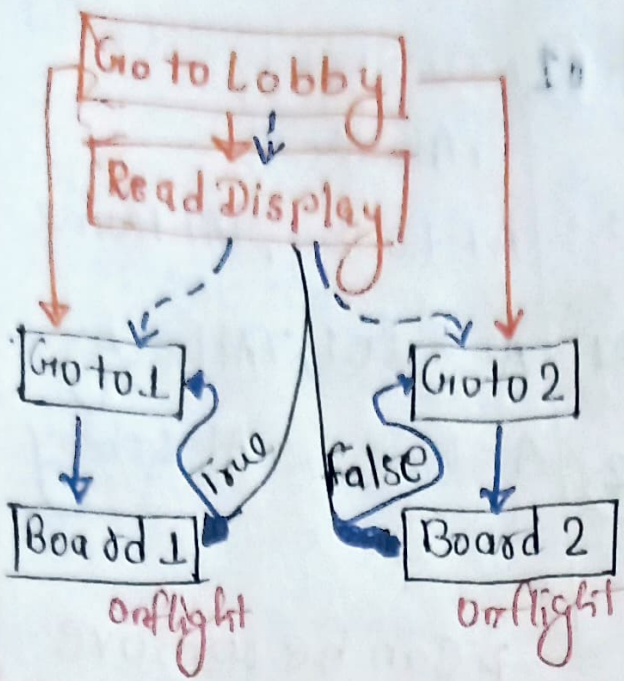 Go to Lobby
Read Display
Go to 1
Go to 2
True
False
Board 1
Board 2
onflight
onflight